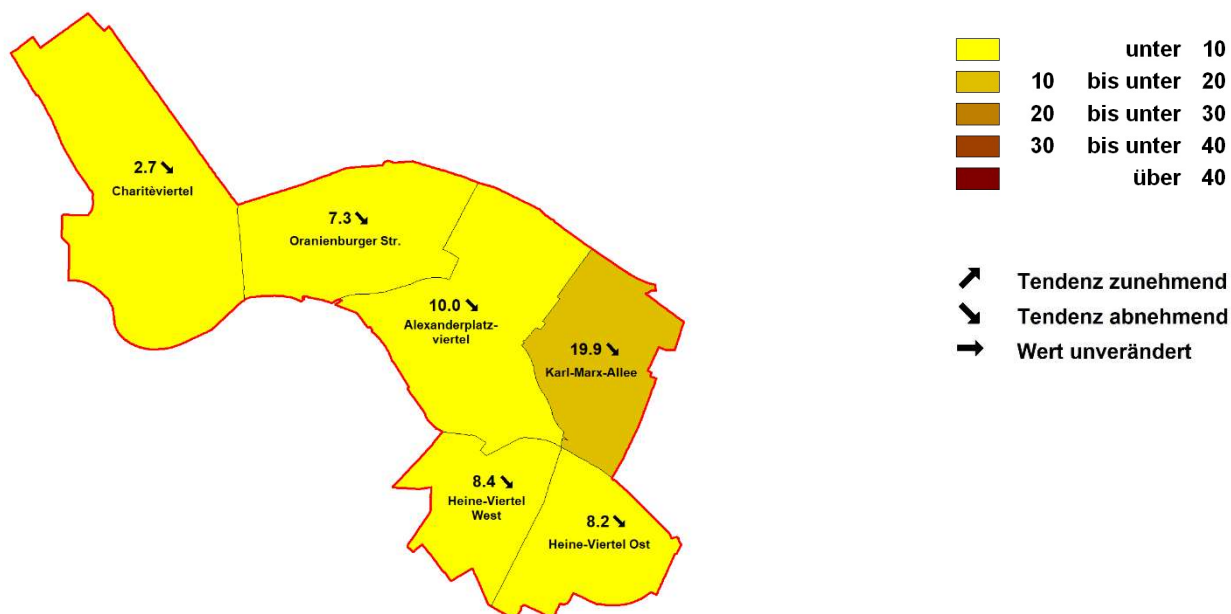 2.7 ↘
Charitèviertel
7.3 ↘
Oranienburger Str.
10.0 ↘
Alexanderplatz-
viertel
19.9 ↘
Karl-Marx-Allee
8.4 ↘
Heine-Viertel
West
8.2 ↘
Heine-Viertel Ost
unter 10
10 bis unter 20
20 bis unter 30
30 bis unter 40
über 40
↗ Tendenz zunehmend
↘ Tendenz abnehmend
→ Wert unverändert